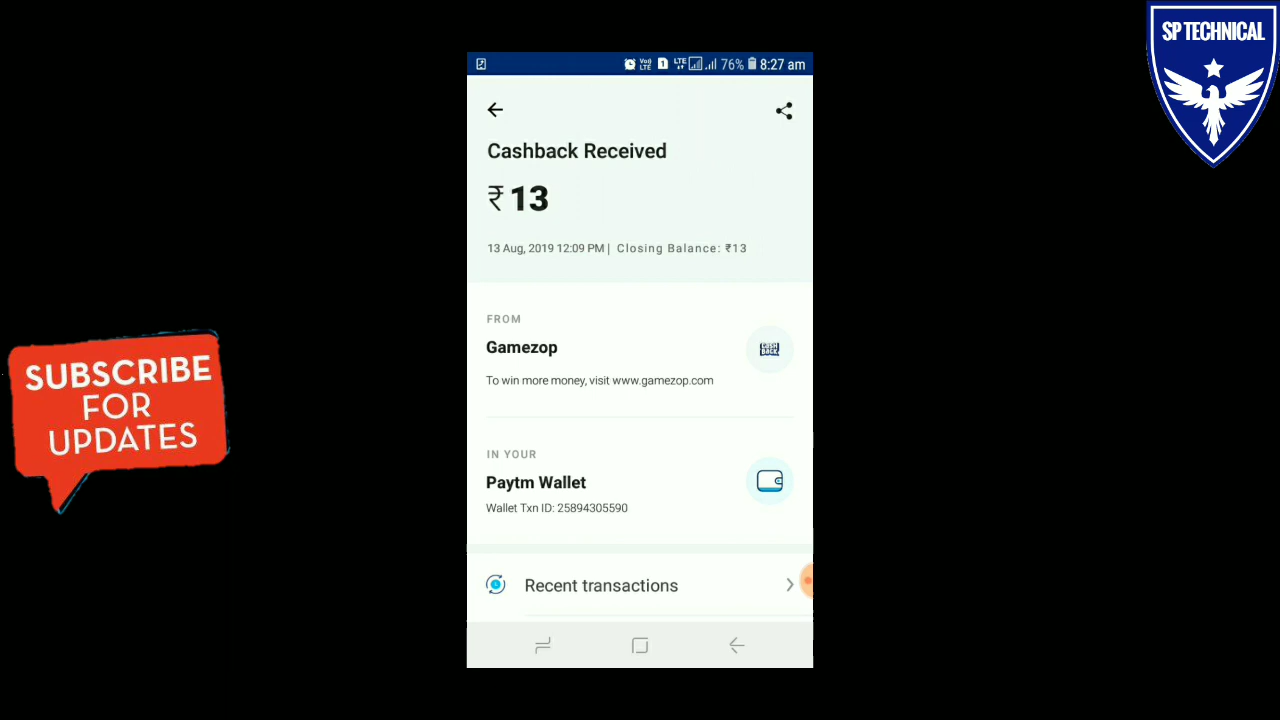 SP TECHNICAL
76% 8:27 am
Cashback Received
₹13
13 Aug, 2019 12:09 PM | Closing Balance: ₹13
FROM
Gamezop
CASH
BACK
To win more money, visit www.gamezop.com
IN YOUR
Paytm Wallet
Wallet Txn ID: 25894305590
Recent transactions
SUBSCRIBE
FOR
UPDATES